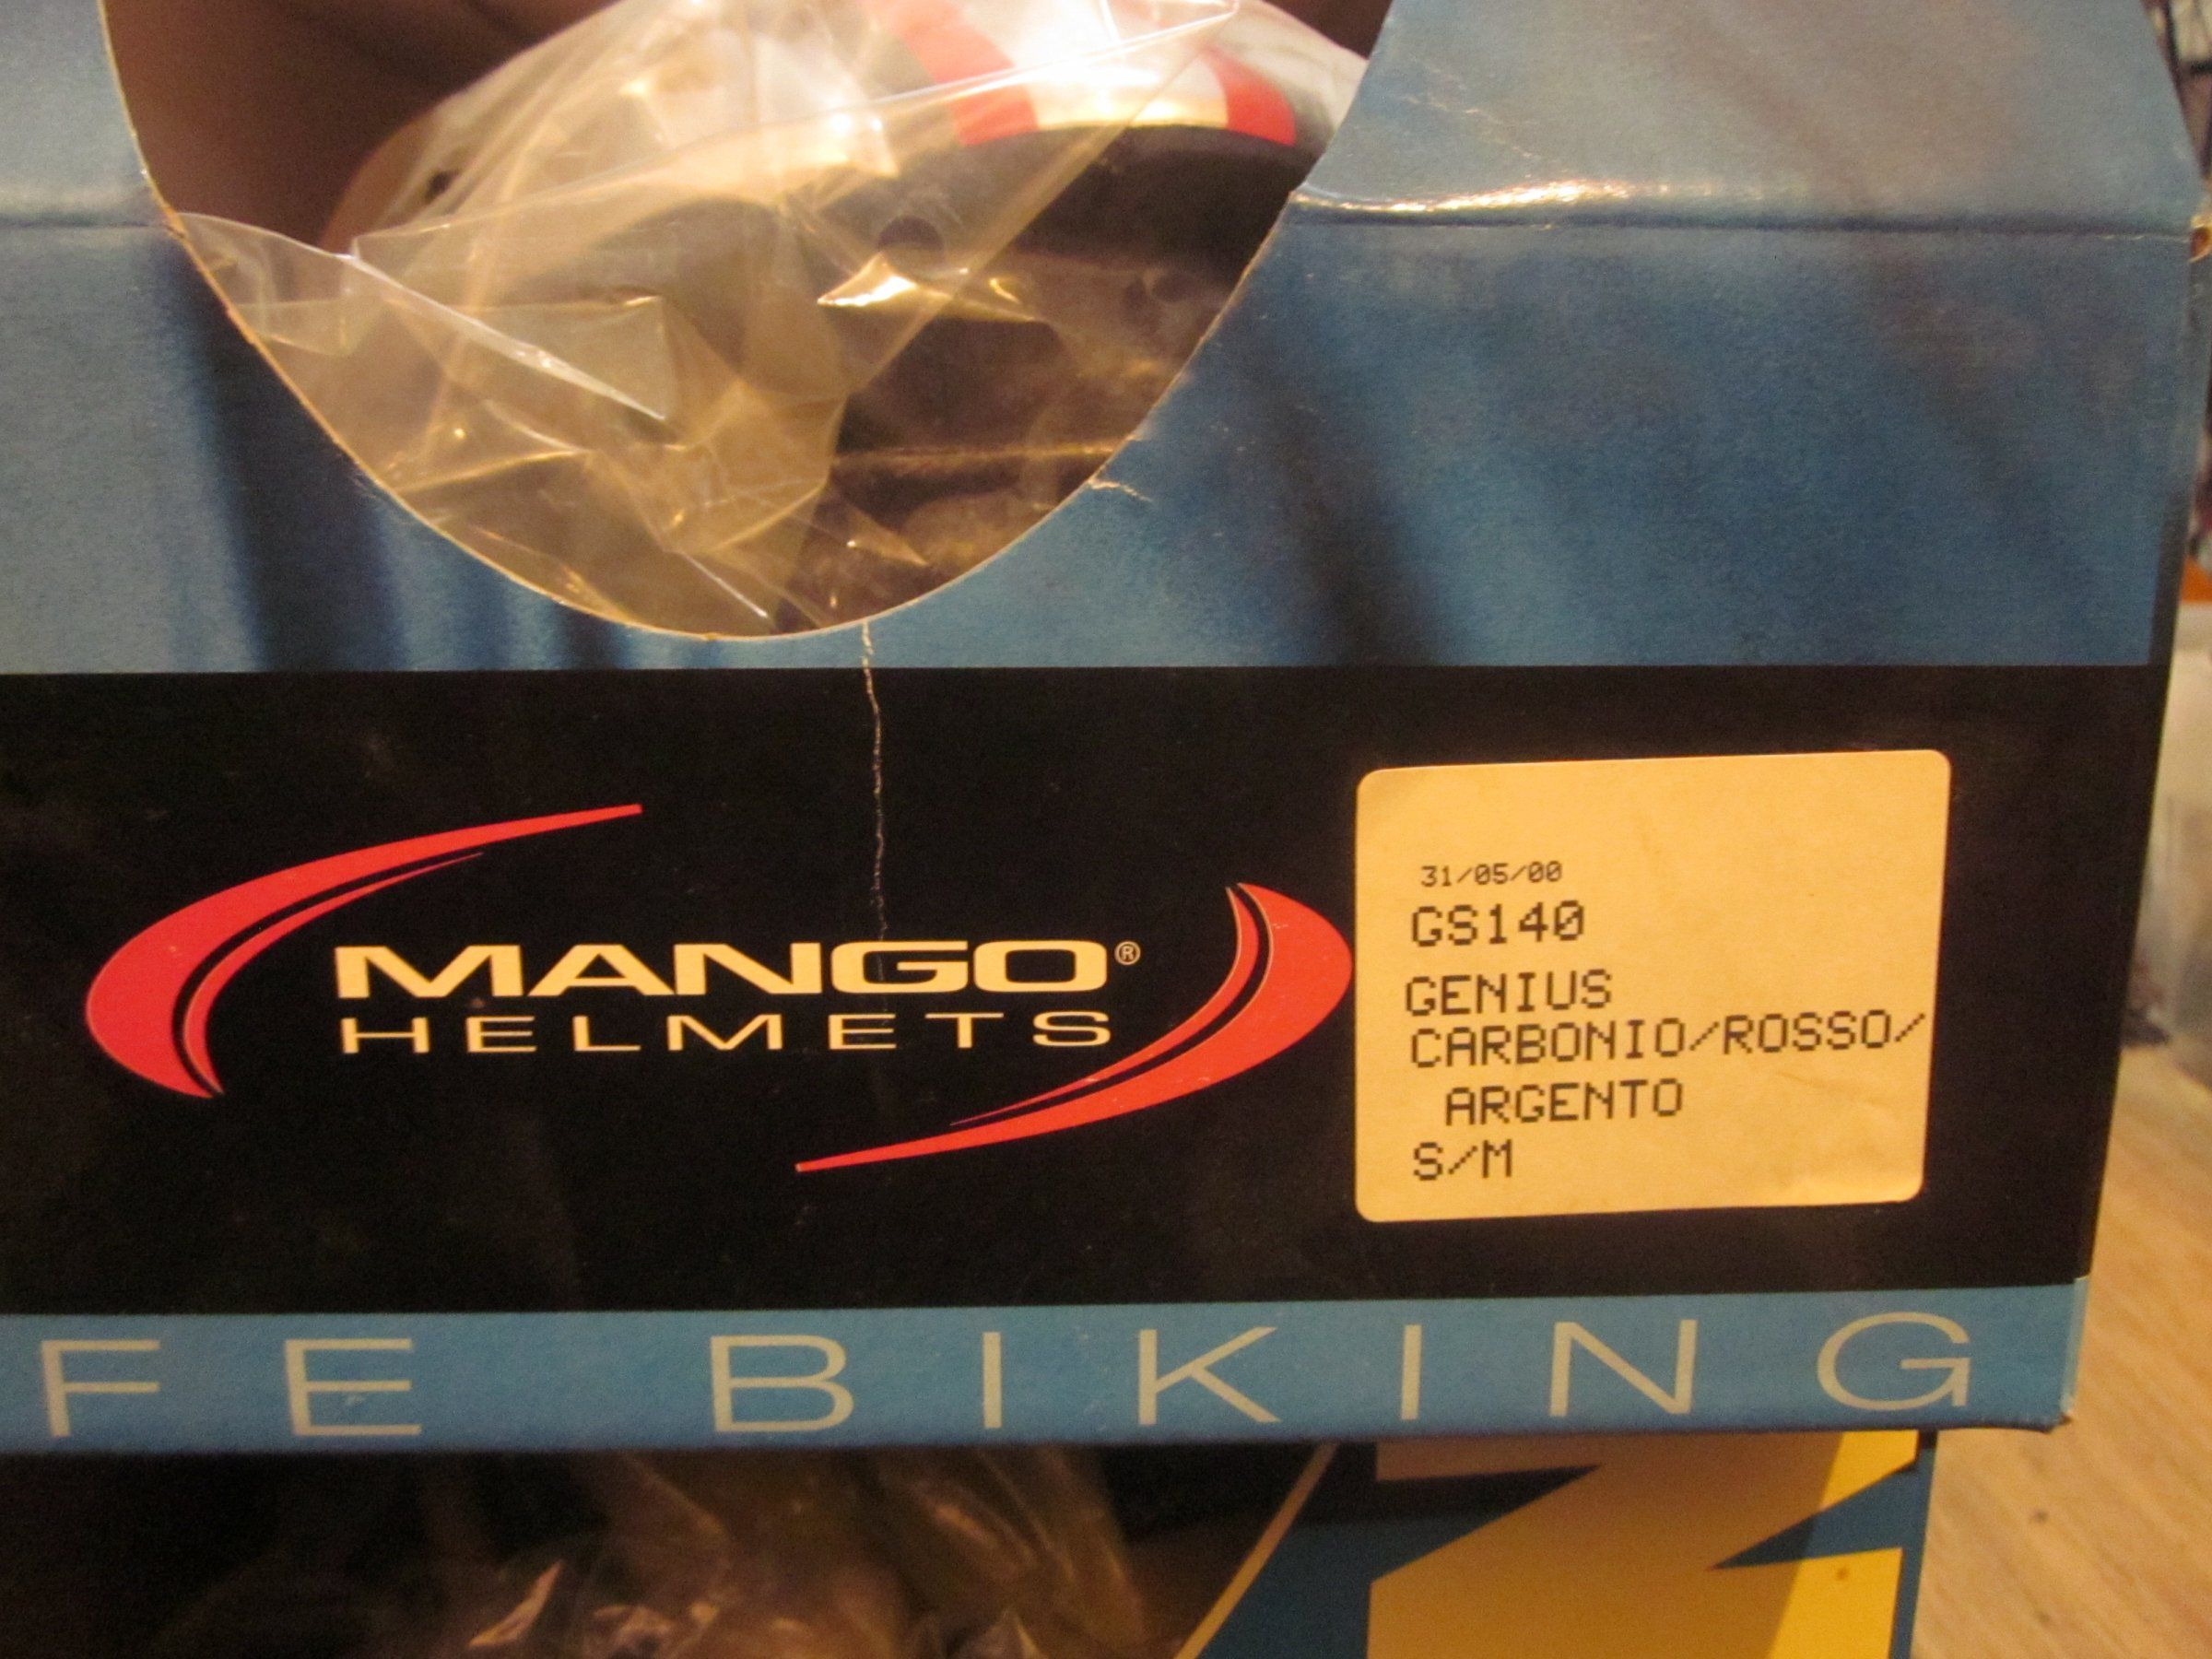 MANGO®
HELMETS
31/05/00
GS140
GENIUS
CARBONIO/ROSSO/
ARGENTO
S/M
FE BIKING